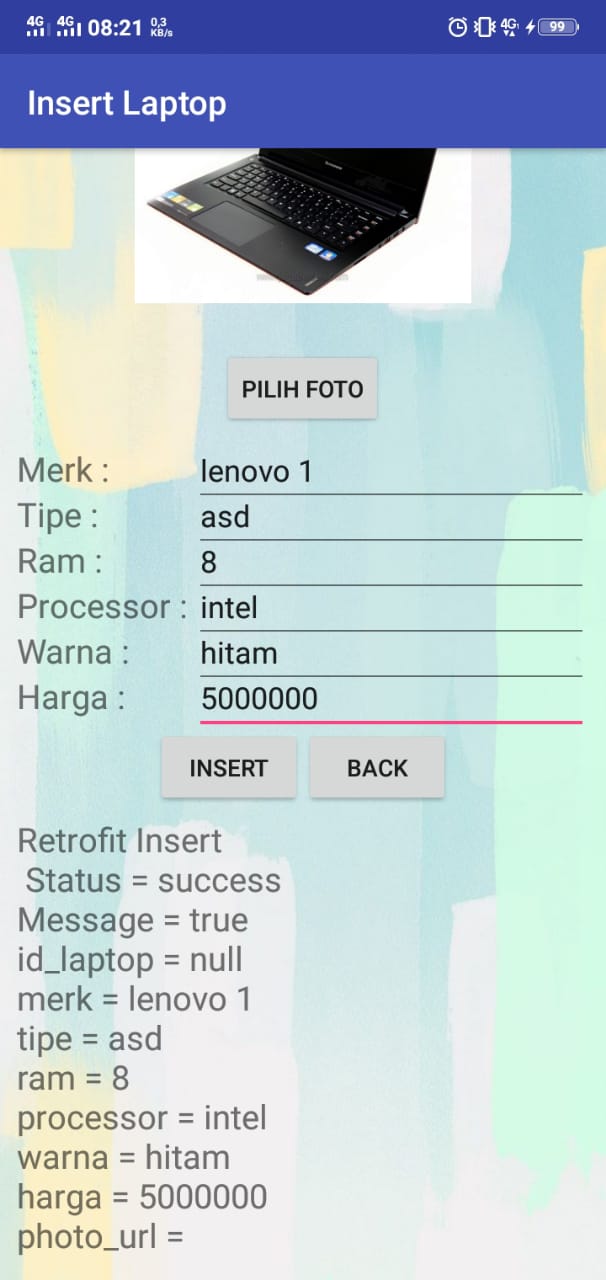 4G 4G 08:21 0,3 KB/s 4G 99
Insert Laptop
PILIH FOTO
Merk : lenovo 1
Tipe : asd
Ram : 8
Processor : intel
Warna : hitam
Harga : 5000000
INSERT BACK
Retrofit Insert
Status = success
Message = true
id_laptop = null
merk = lenovo 1
tipe = asd
ram = 8
processor = intel
warna = hitam
harga = 5000000
photo_url =